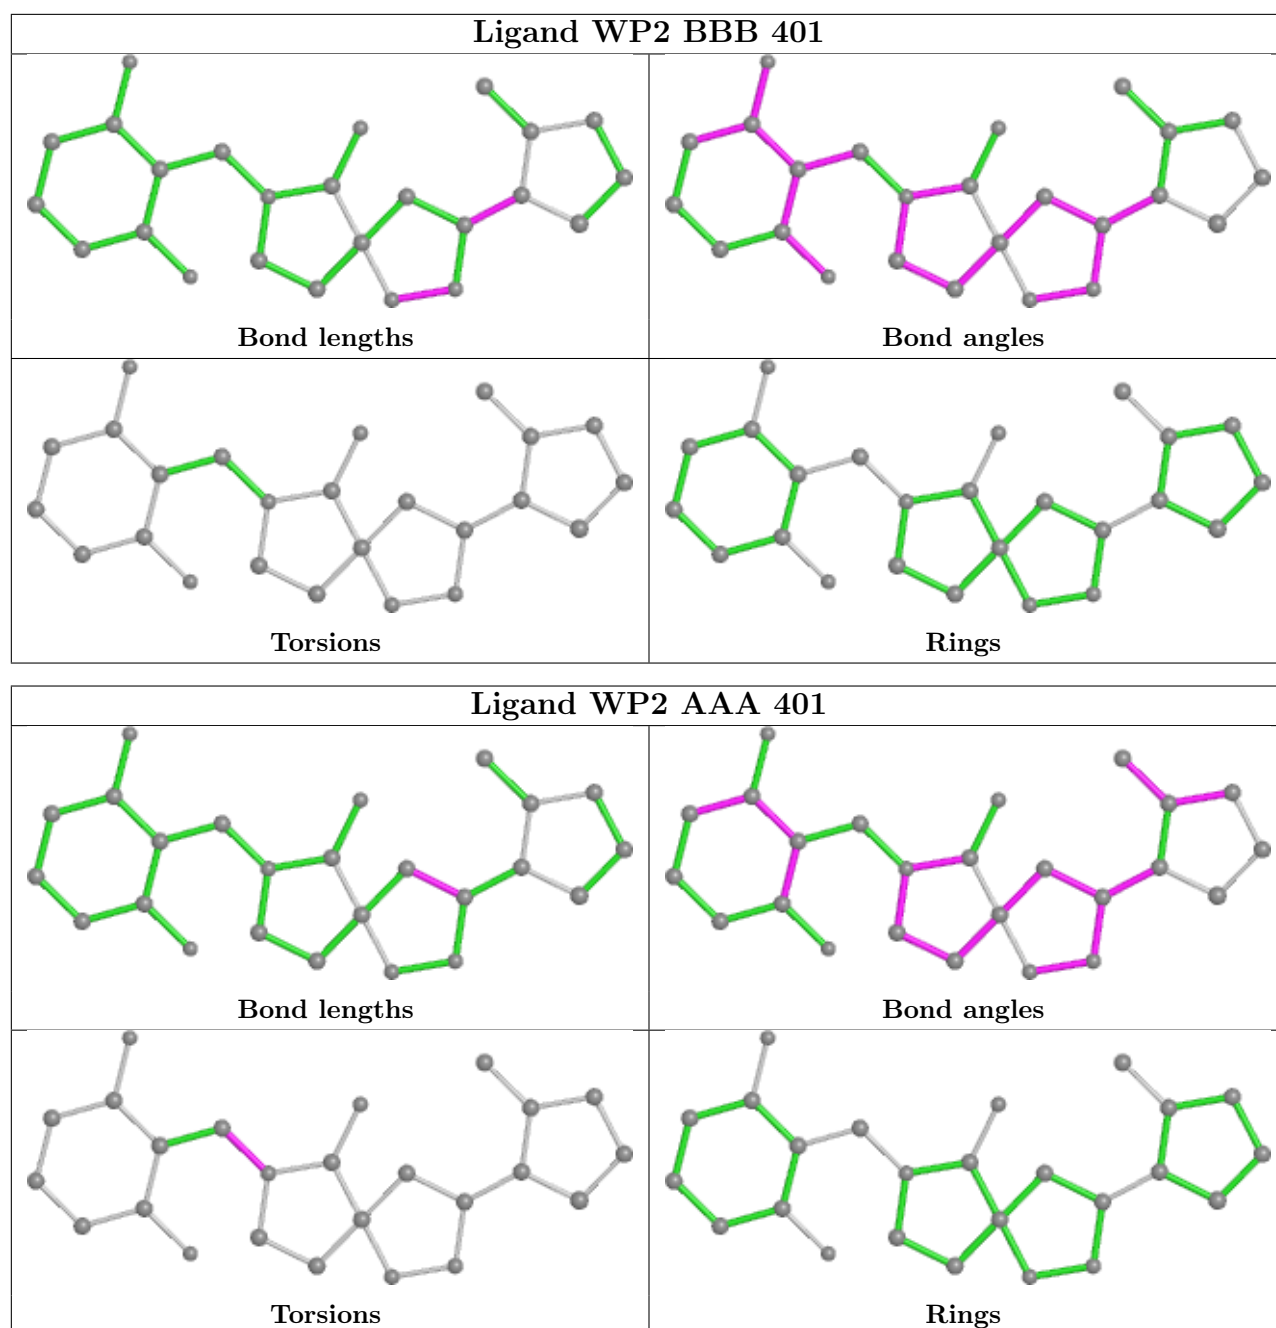 Ligand WP2 BBB 401
Bond lengths
Bond angles
Torsions
Rings
Ligand WP2 AAA 401
Bond lengths
Bond angles
Torsions
Rings